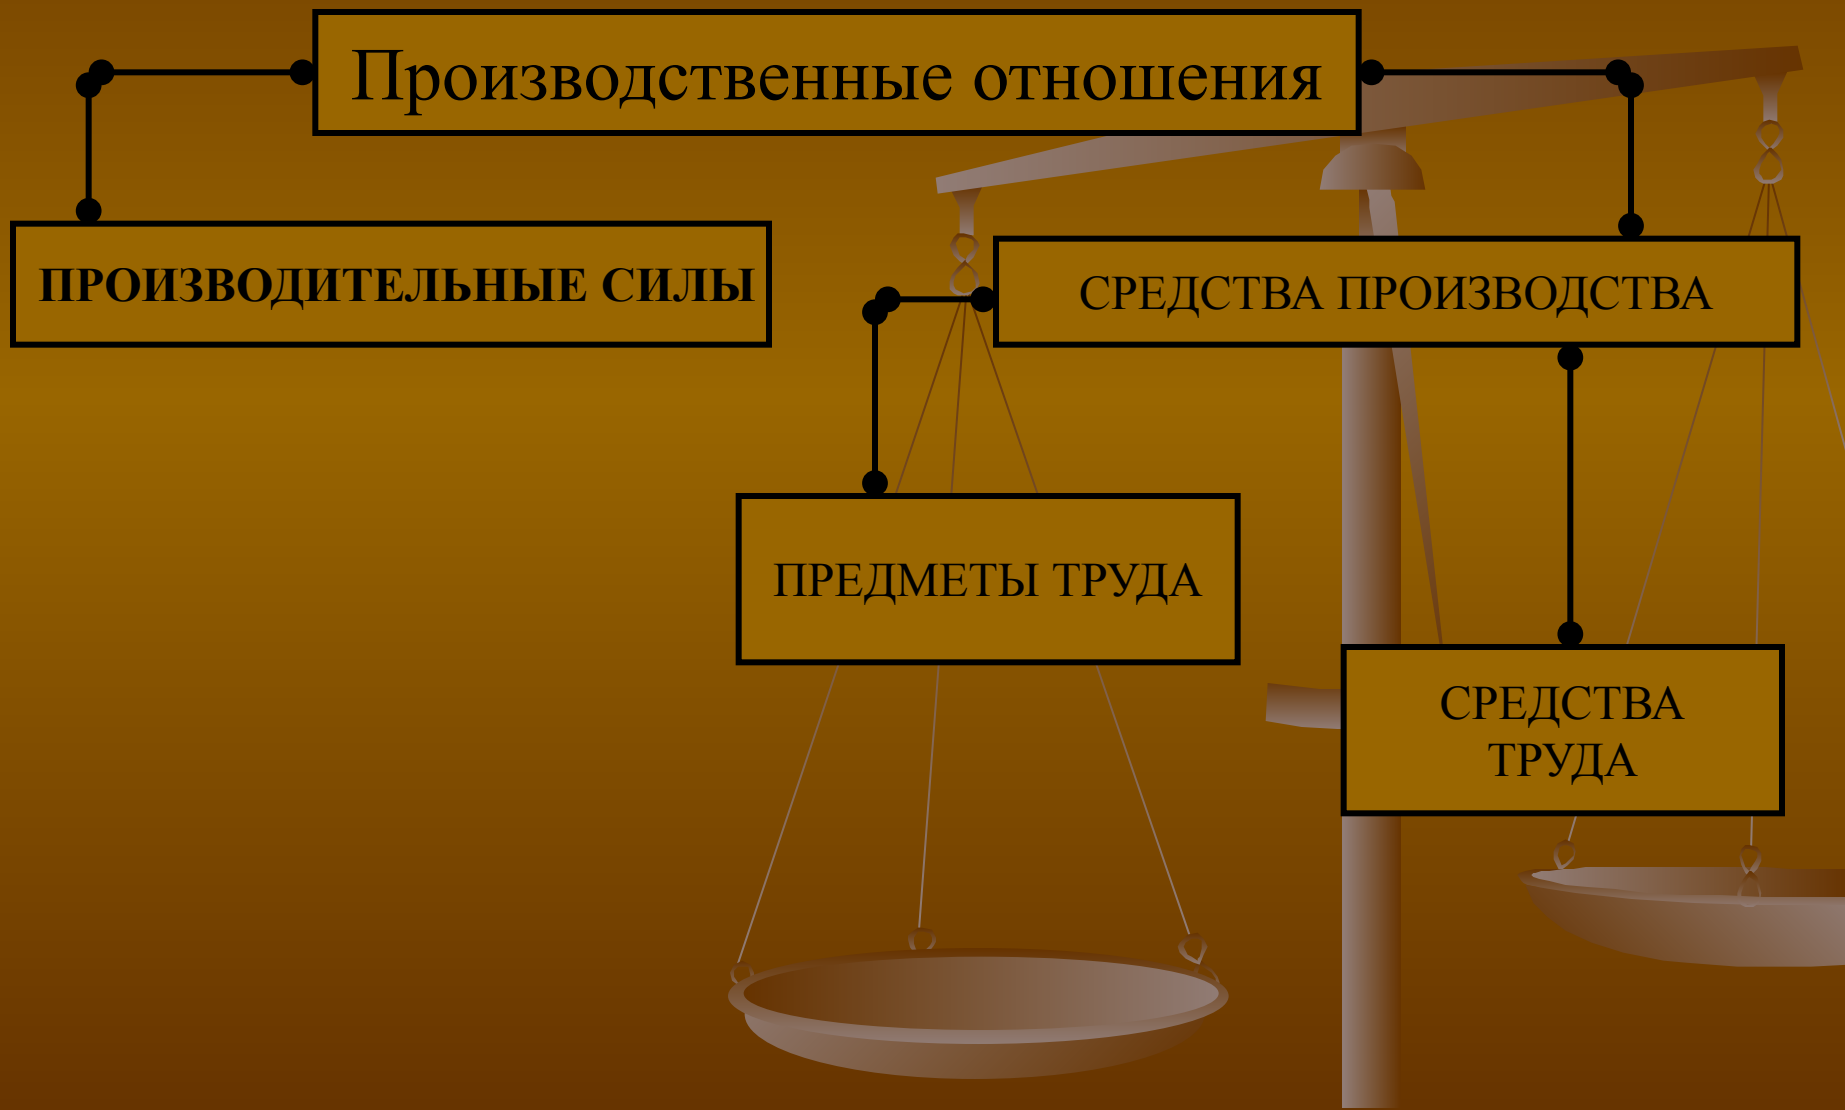 Производственные отношения
ПРОИЗВОДИТЕЛЬНЫЕ СИЛЫ
СРЕДСТВА ПРОИЗВОДСТВА
ПРЕДМЕТЫ ТРУДА
СРЕДСТВА
ТРУДА